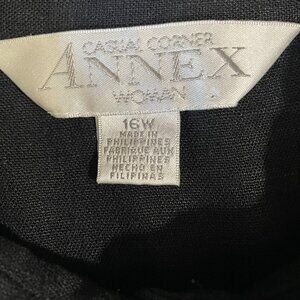 CASUAL CORNER
ANNEX
WOMAN
16W
MADE IN
PHILIPPINES
FABRIQUE AUX
PHILIPPINES
HECHO EN
FILIPINAS